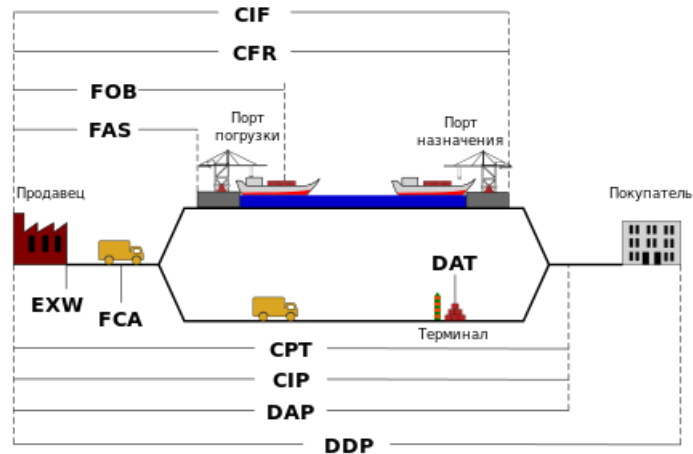 CIF
CFR
FOB
FAS
Порт
погрузки
Порт
назначения
Продавец
Покупатель
EXW
FCA
DAT
Терминал
CPT
CIP
DAP
DDP